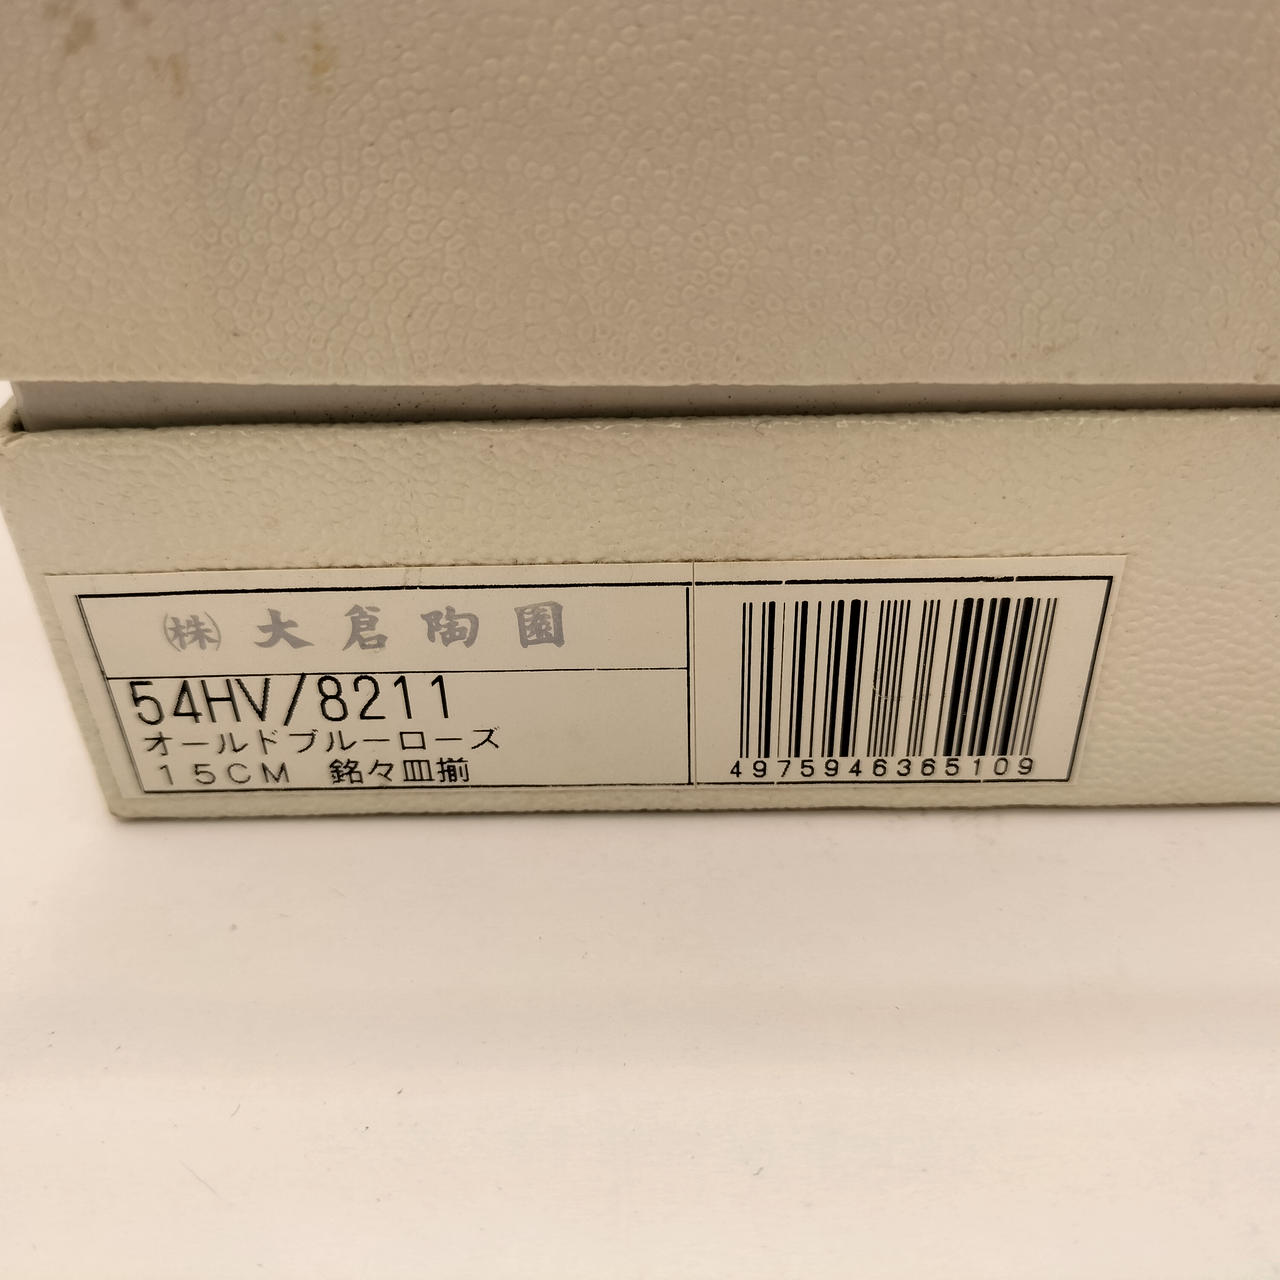 ㈱大倉陶園
54HV/8211
オールドブルーローズ
15CM 銘々皿揃
4975946365109